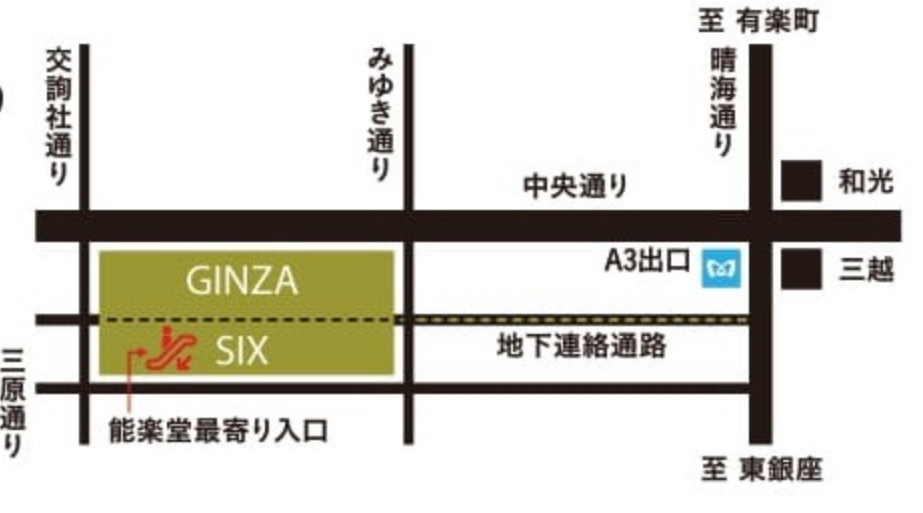 至 有楽町
交詢社通り
みゆき通り
晴海通り
中央通り
和光
A3出口
三越
GINZA
SIX
地下連絡通路
三原通り
能楽堂最寄り入口
至 東銀座